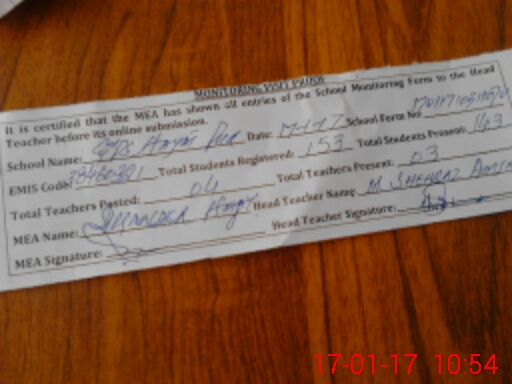 MONITORING VISIT PROOF
It is certified that the MEA has shown all entries of the School Monitoring Form to the Head
Teacher before its online submission.
School Name: GPS Date: 17-1-17 School Form No:
EMIS Code: Total Students Registered: 153 Total Students Present: 143
Total Teachers Posted: 04 Total Teachers Present: 03
MEA Name: Head Teacher Name: M
MEA Signature: Head Teacher Signature:
17-01-17 10:54